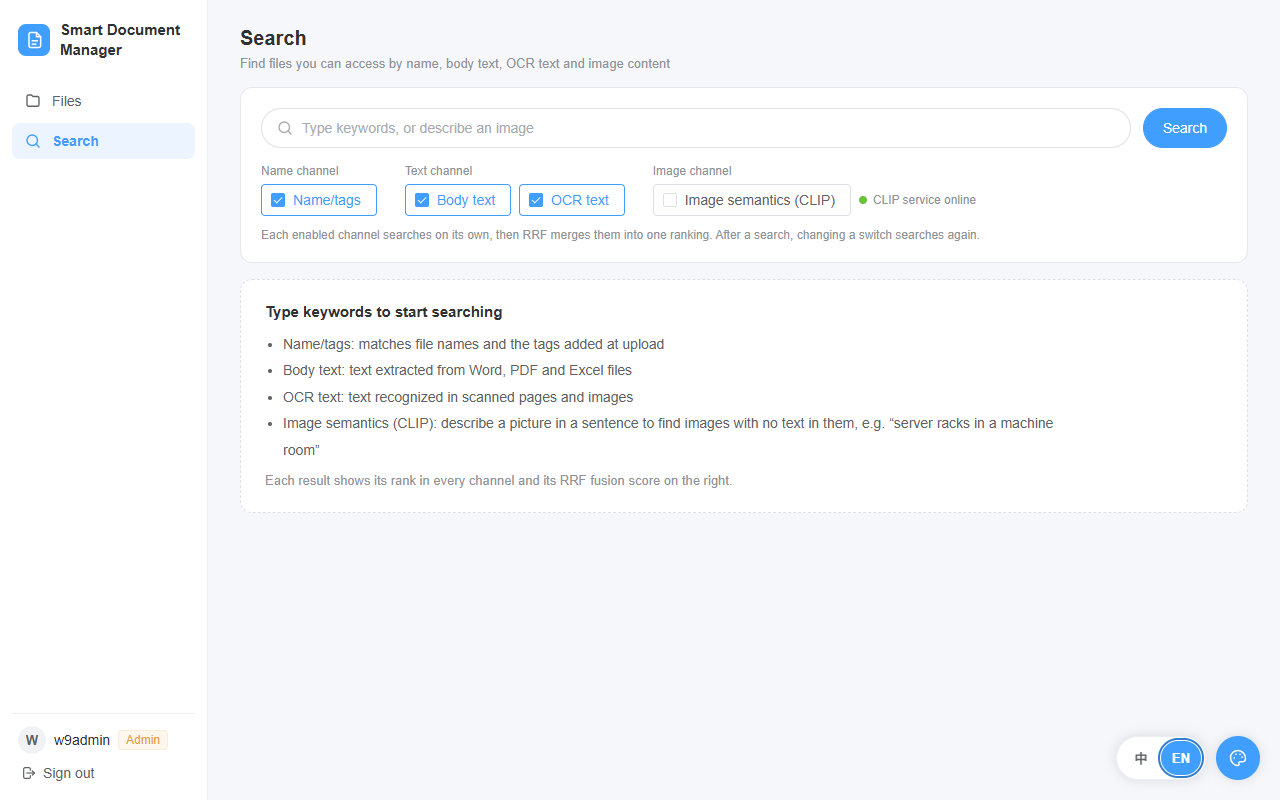 Smart Document
Manager
Files
Search
Search
Find files you can access by name, body text, OCR text and image content
Type keywords, or describe an image
Search
Name channel
Text channel
Image channel
Name/tags
Body text
OCR text
Image semantics (CLIP)
CLIP service online
Each enabled channel searches on its own, then RRF merges them into one ranking. After a search, changing a switch searches again.
Type keywords to start searching
Name/tags: matches file names and the tags added at upload
Body text: text extracted from Word, PDF and Excel files
OCR text: text recognized in scanned pages and images
Image semantics (CLIP): describe a picture in a sentence to find images with no text in them, e.g. “server racks in a machine
room”
Each result shows its rank in every channel and its RRF fusion score on the right.
W
w9admin
Admin
Sign out
中
EN